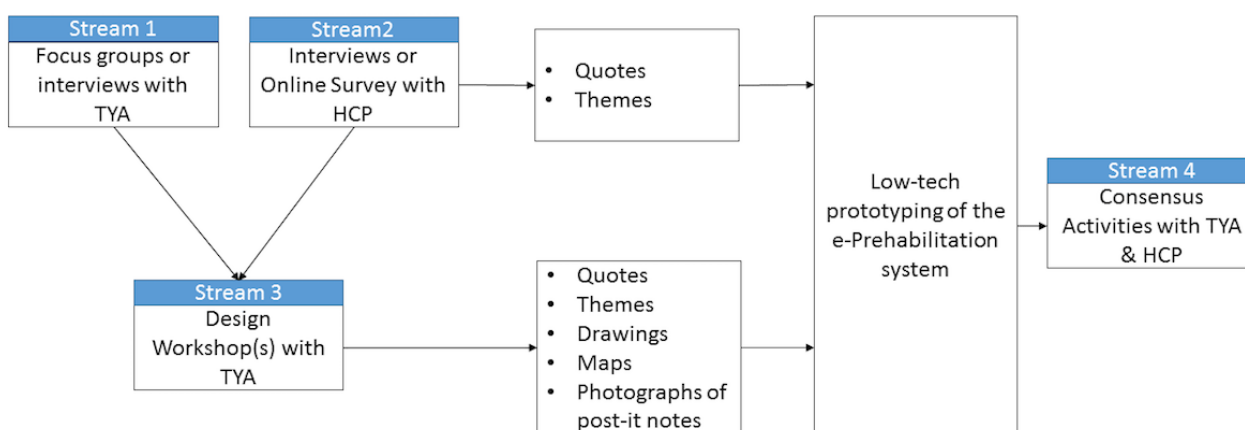 Stream 1
Focus groups or
interviews with
TYA
Stream2
Interviews or
Online Survey with
HCP
• Quotes
• Themes
Low-tech
prototyping of the
e-Prehabilitation
system
Stream 4
Consensus
Activities with TYA
& HCP
Stream 3
Design
Workshop(s) with
TYA
• Quotes
• Themes
• Drawings
• Maps
• Photographs of
post-it notes